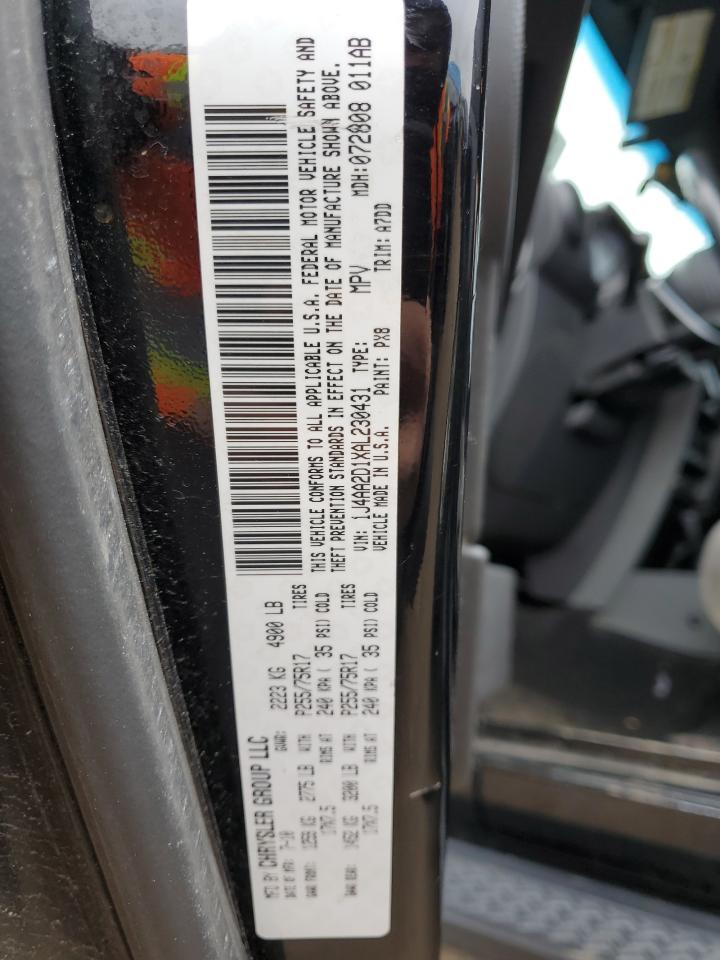 MFD BY CHRYSLER GROUP LLC
DATE OF MFR: 7-10 GVWR: 2223 KG 4900 LB
GAWR FRONT: 1259 KG 2775 LB WITH P255/75R17 TIRES
17X7.5 RIMS AT 240 KPA ( 35 PSI) COLD
GAWR REAR: 1452 KG 3200 LB WITH P255/75R17 TIRES
17X7.5 RIMS AT 240 KPA ( 35 PSI) COLD
THIS VEHICLE CONFORMS TO ALL APPLICABLE U.S.A. FEDERAL MOTOR VEHICLE SAFETY AND
THEFT PREVENTION STANDARDS IN EFFECT ON THE DATE OF MANUFACTURE SHOWN ABOVE.
VIN: 1J4AA2D1XAL230431 TYPE: MPV MDH:072808 011AB
VEHICLE MADE IN U.S.A. PAINT: PX8 TRIM: A7DD